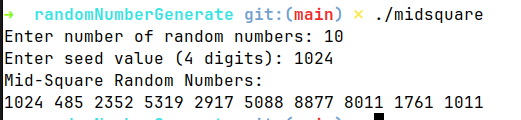 → randomNumberGenerate git:(main) × ./midsquare
Enter number of random numbers: 10
Enter seed value (4 digits): 1024
Mid-Square Random Numbers:
1024 485 2352 5319 2917 5088 8877 8011 1761 1011